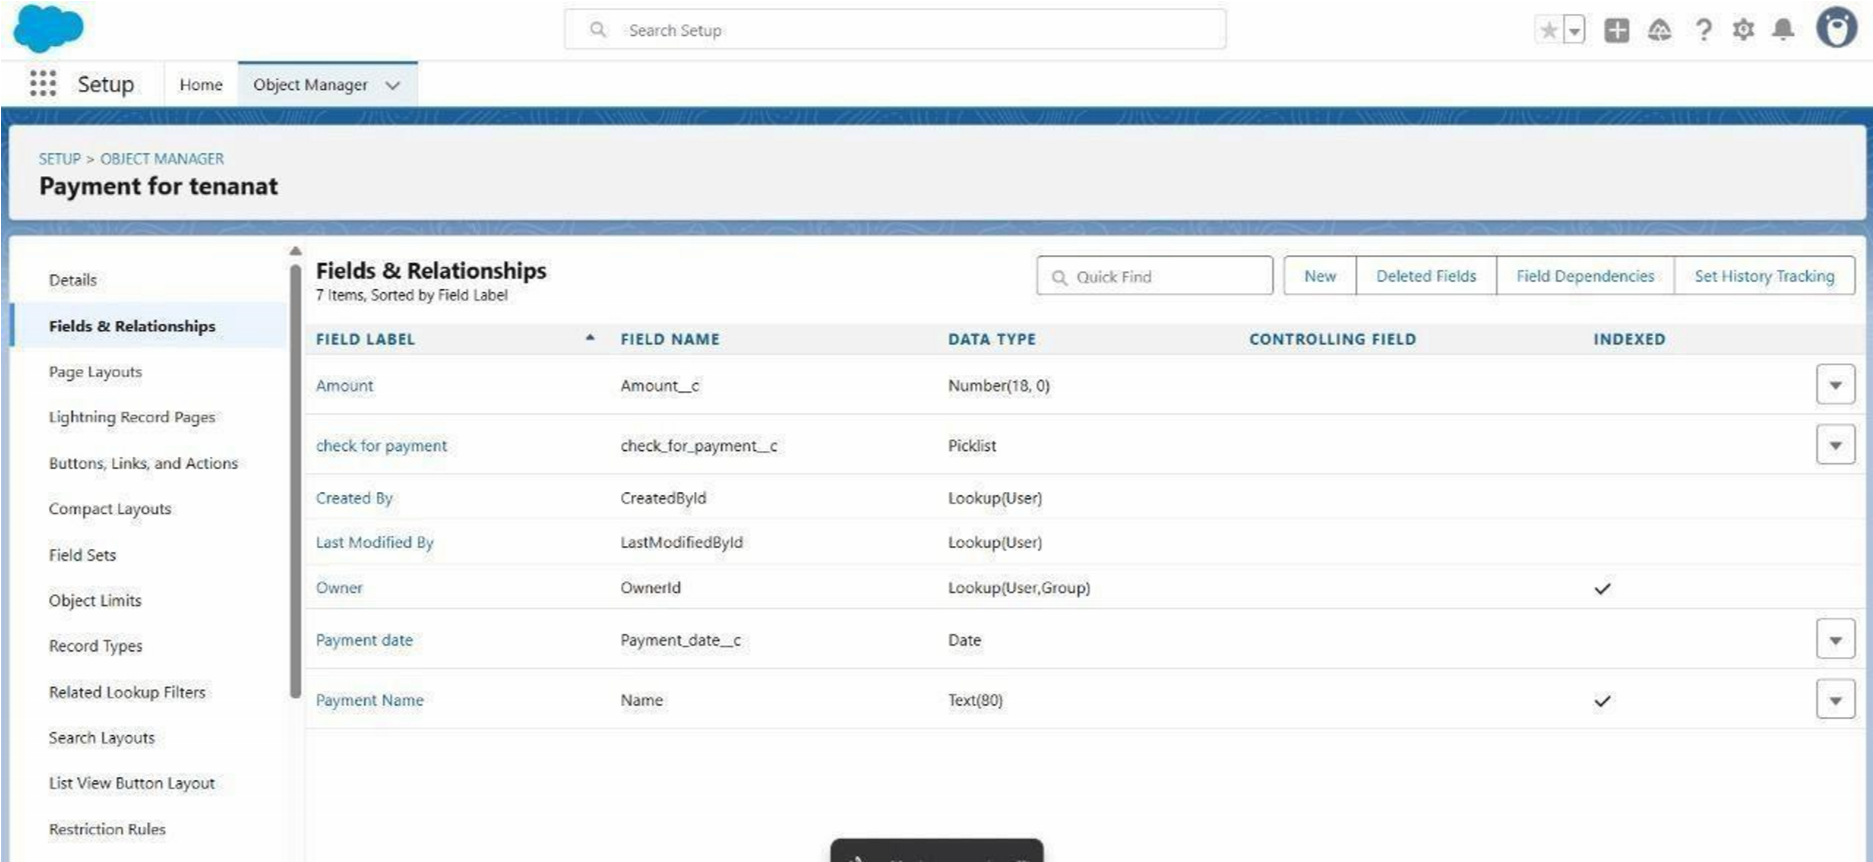 Search Setup
Setup
Home
Object Manager
SETUP > OBJECT MANAGER
Payment for tenanat
Details
Fields & Relationships
Page Layouts
Lightning Record Pages
Buttons, Links, and Actions
Compact Layouts
Field Sets
Object Limits
Record Types
Related Lookup Filters
Search Layouts
List View Button Layout
Restriction Rules
Fields & Relationships
7 Items, Sorted by Field Label
Quick Find
New
Deleted Fields
Field Dependencies
Set History Tracking
FIELD LABEL FIELD NAME DATA TYPE CONTROLLING FIELD INDEXED
Amount Amount__c Number(18, 0)
check for payment check_for_payment__c Picklist
Created By CreatedById Lookup(User)
Last Modified By LastModifiedById Lookup(User)
Owner OwnerId Lookup(User,Group)
Payment date Payment_date__c Date
Payment Name Name Text(80)